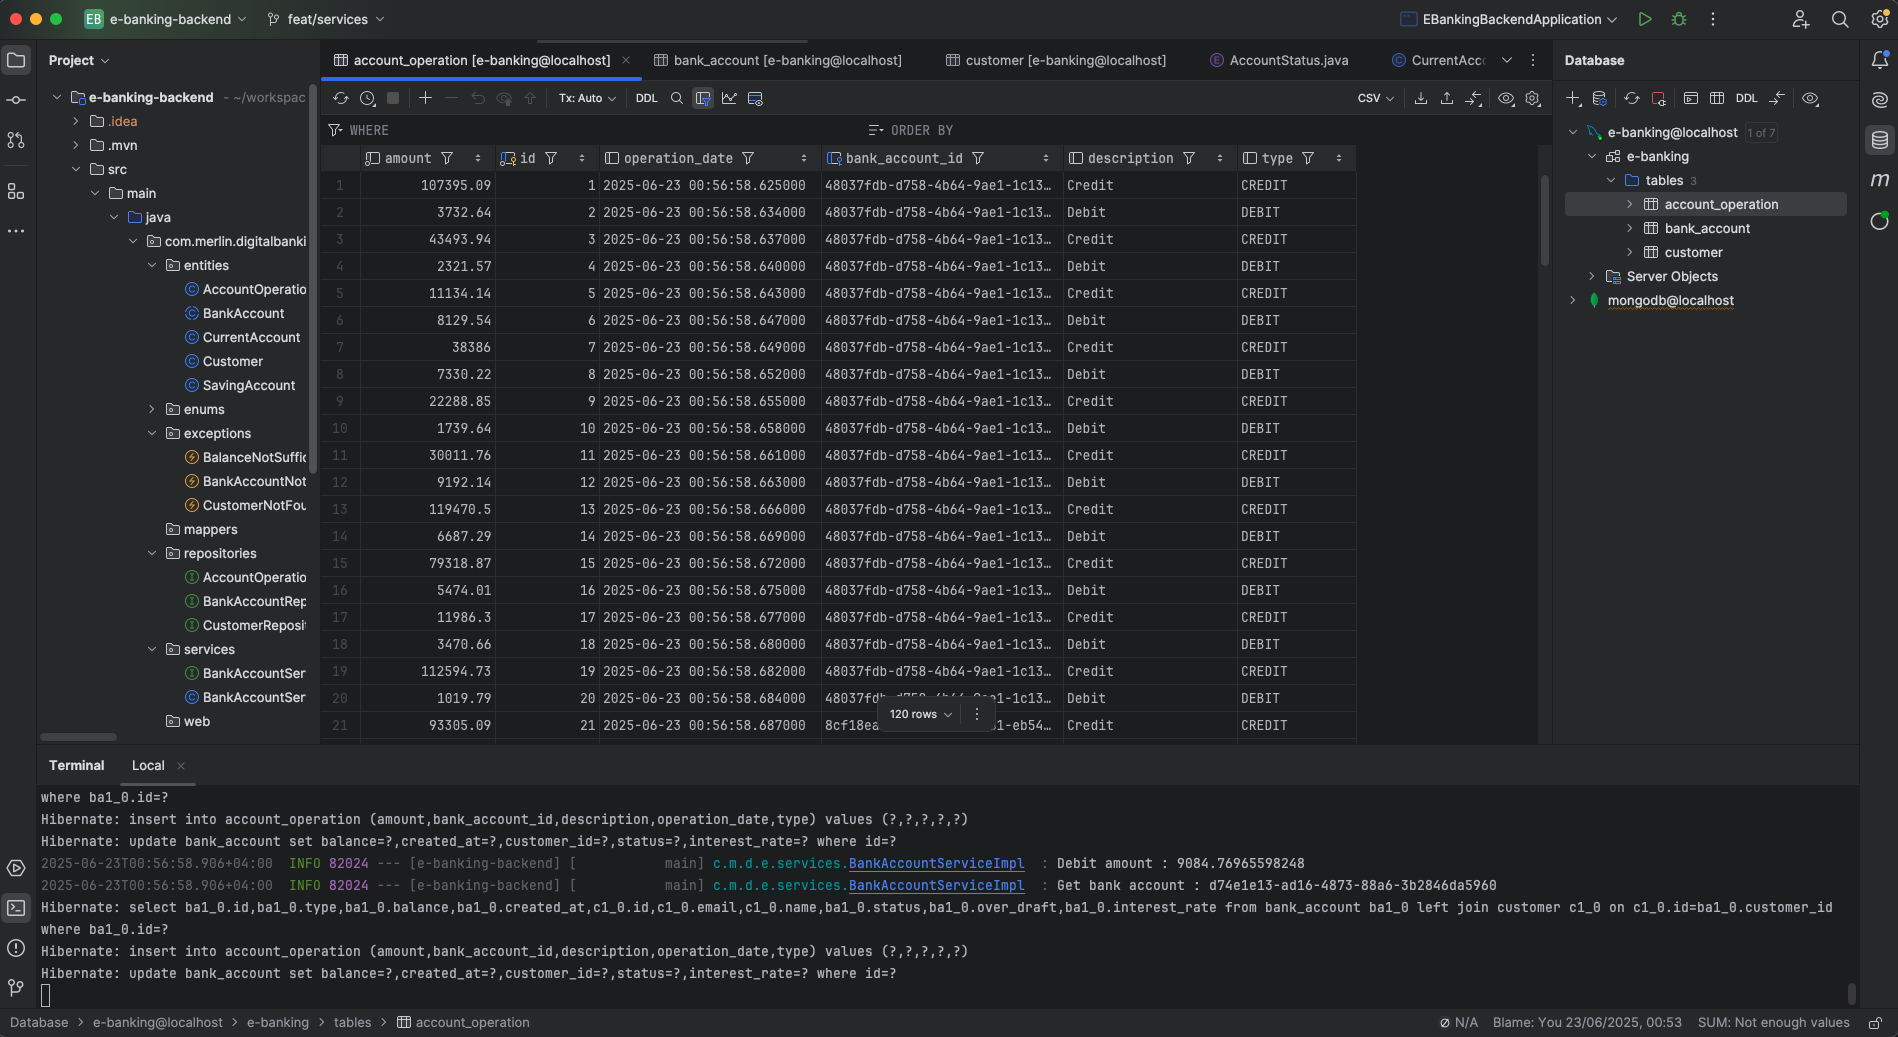 EB e-banking-backend feat/services EBankingBackendApplication
Project
account_operation [e-banking@localhost] bank_account [e-banking@localhost] customer [e-banking@localhost] AccountStatus.java CurrentAcco
Database
e-banking-backend - ~/workspac
.idea
.mvn
src
main
java
com.merlin.digitalbanki
entities
AccountOperatio
BankAccount
CurrentAccount
Customer
SavingAccount
enums
exceptions
BalanceNotSuffic
BankAccountNot
CustomerNotFou
mappers
repositories
AccountOperatio
BankAccountRep
CustomerReposit
services
BankAccountSer
BankAccountSer
web
Tx: Auto DDL CSV
WHERE ORDER BY
amount id operation_date bank_account_id description type
1 107395.09 1 2025-06-23 00:56:58.625000 48037fdb-d758-4b64-9ae1-1c13… Credit CREDIT
2 3732.64 2 2025-06-23 00:56:58.634000 48037fdb-d758-4b64-9ae1-1c13… Debit DEBIT
3 43493.94 3 2025-06-23 00:56:58.637000 48037fdb-d758-4b64-9ae1-1c13… Credit CREDIT
4 2321.57 4 2025-06-23 00:56:58.640000 48037fdb-d758-4b64-9ae1-1c13… Debit DEBIT
5 11134.14 5 2025-06-23 00:56:58.643000 48037fdb-d758-4b64-9ae1-1c13… Credit CREDIT
6 8129.54 6 2025-06-23 00:56:58.647000 48037fdb-d758-4b64-9ae1-1c13… Debit DEBIT
7 38386 7 2025-06-23 00:56:58.649000 48037fdb-d758-4b64-9ae1-1c13… Credit CREDIT
8 7330.22 8 2025-06-23 00:56:58.652000 48037fdb-d758-4b64-9ae1-1c13… Debit DEBIT
9 22288.85 9 2025-06-23 00:56:58.655000 48037fdb-d758-4b64-9ae1-1c13… Credit CREDIT
10 1739.64 10 2025-06-23 00:56:58.658000 48037fdb-d758-4b64-9ae1-1c13… Debit DEBIT
11 30011.76 11 2025-06-23 00:56:58.661000 48037fdb-d758-4b64-9ae1-1c13… Credit CREDIT
12 9192.14 12 2025-06-23 00:56:58.663000 48037fdb-d758-4b64-9ae1-1c13… Debit DEBIT
13 119470.5 13 2025-06-23 00:56:58.666000 48037fdb-d758-4b64-9ae1-1c13… Credit CREDIT
14 6687.29 14 2025-06-23 00:56:58.669000 48037fdb-d758-4b64-9ae1-1c13… Debit DEBIT
15 79318.87 15 2025-06-23 00:56:58.672000 48037fdb-d758-4b64-9ae1-1c13… Credit CREDIT
16 5474.01 16 2025-06-23 00:56:58.675000 48037fdb-d758-4b64-9ae1-1c13… Debit DEBIT
17 11986.3 17 2025-06-23 00:56:58.677000 48037fdb-d758-4b64-9ae1-1c13… Credit CREDIT
18 3470.66 18 2025-06-23 00:56:58.680000 48037fdb-d758-4b64-9ae1-1c13… Debit DEBIT
19 112594.73 19 2025-06-23 00:56:58.682000 48037fdb-d758-4b64-9ae1-1c13… Credit CREDIT
20 1019.79 20 2025-06-23 00:56:58.684000 48037fdb-d758-4b64-9ae1-1c13… Debit DEBIT
21 93305.09 21 2025-06-23 00:56:58.687000 8cf18ea 1-eb54… Credit CREDIT
120 rows
DDL
e-banking@localhost 1 of 7
e-banking
tables 3
account_operation
bank_account
customer
Server Objects
mongodb@localhost
m
Terminal Local
where ba1_0.id=?
Hibernate: insert into account_operation (amount,bank_account_id,description,operation_date,type) values (?,?,?,?,?)
Hibernate: update bank_account set balance=?,created_at=?,customer_id=?,status=?,interest_rate=? where id=?
2025-06-23T00:56:58.906+04:00 INFO 82024 --- [e-banking-backend] [ main] c.m.d.e.services.BankAccountServiceImpl : Debit amount : 9084.76965598248
2025-06-23T00:56:58.906+04:00 INFO 82024 --- [e-banking-backend] [ main] c.m.d.e.services.BankAccountServiceImpl : Get bank account : d74e1e13-ad16-4873-88a6-3b2846da5960
Hibernate: select ba1_0.id,ba1_0.type,ba1_0.balance,ba1_0.created_at,c1_0.id,c1_0.email,c1_0.name,ba1_0.status,ba1_0.over_draft,ba1_0.interest_rate from bank_account ba1_0 left join customer c1_0 on c1_0.id=ba1_0.customer_id
where ba1_0.id=?
Hibernate: insert into account_operation (amount,bank_account_id,description,operation_date,type) values (?,?,?,?,?)
Hibernate: update bank_account set balance=?,created_at=?,customer_id=?,status=?,interest_rate=? where id=?
Database > e-banking@localhost > e-banking > tables > account_operation N/A Blame: You 23/06/2025, 00:53 SUM: Not enough values